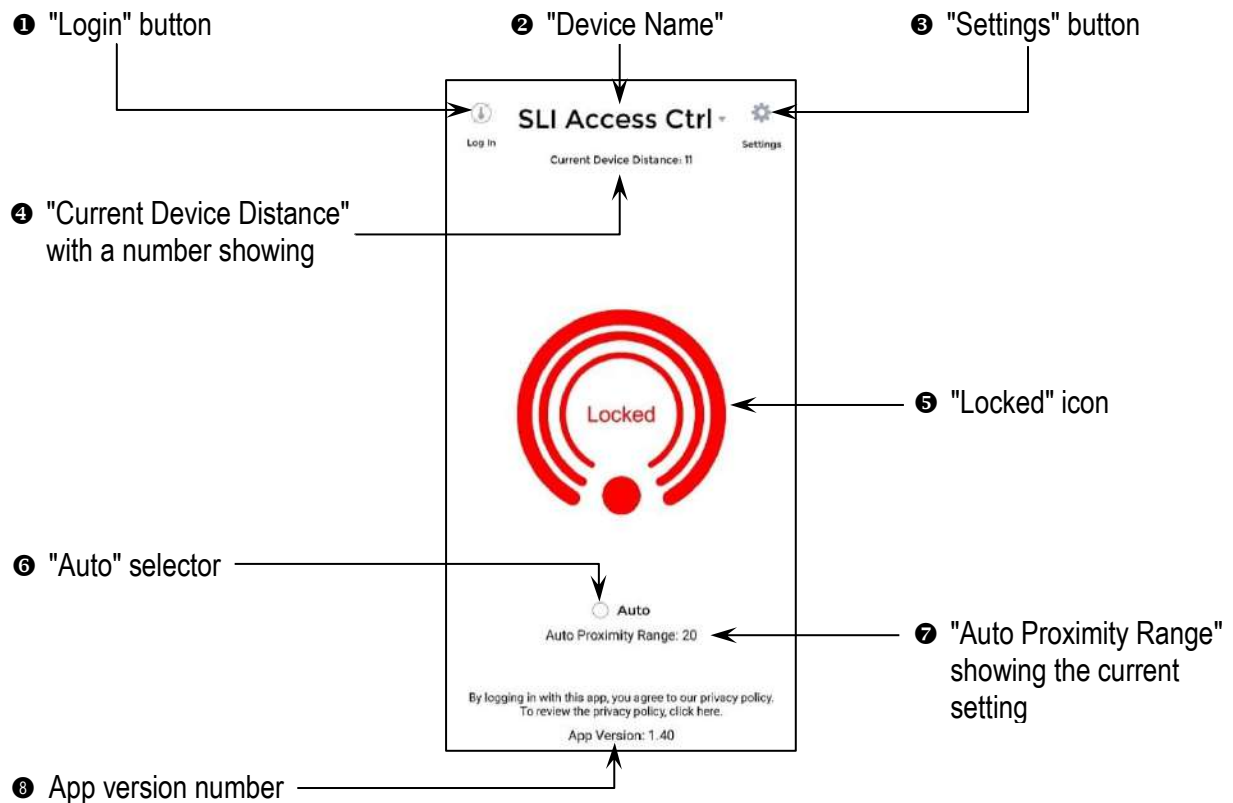 ❶ "Login" button
❷ "Device Name"
❸ "Settings" button
SLI Access Ctrl
Log In
Settings
Current Device Distance: 11
❹ "Current Device Distance"
with a number showing
Locked
❺ "Locked" icon
❻ "Auto" selector
Auto
Auto Proximity Range: 20
❼ "Auto Proximity Range"
showing the current
setting
By logging in with this app, you agree to our privacy policy.
To review the privacy policy, click here.
App Version: 1.40
❽ App version number